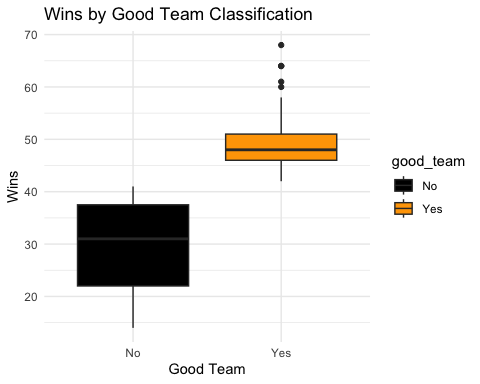 Wins by Good Team Classification
70
60
50
40
30
20
Wins
No
Yes
Good Team
good_team
No
Yes